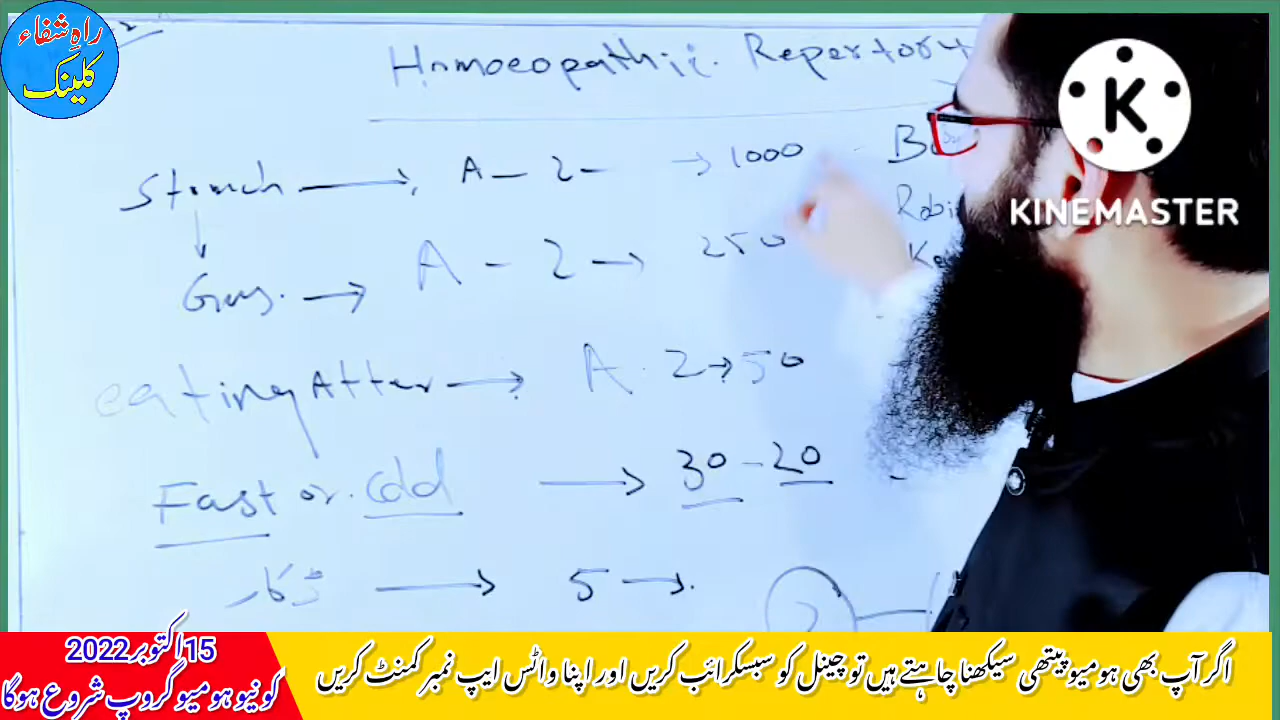 راہِ شفاء
کلینک
Homoeopathic. Repertory
Stomch → A - 2 - → 1000
Gas. → A - 2 → 250
eating After → A. 2 → 50
Fast or. Cold → 30 - 20 -
ڈکار → 5 →
K
KINEMASTER
15 اکتوبر 2022
کو نیو ہومیو گروپ شروع ہوگا
اگر آپ بھی ہومیوپیتھی سیکھنا چاہتے ہیں تو چینل کو سبسکرائب کریں اور اپنا واٹس ایپ نمبر کمنٹ کریں